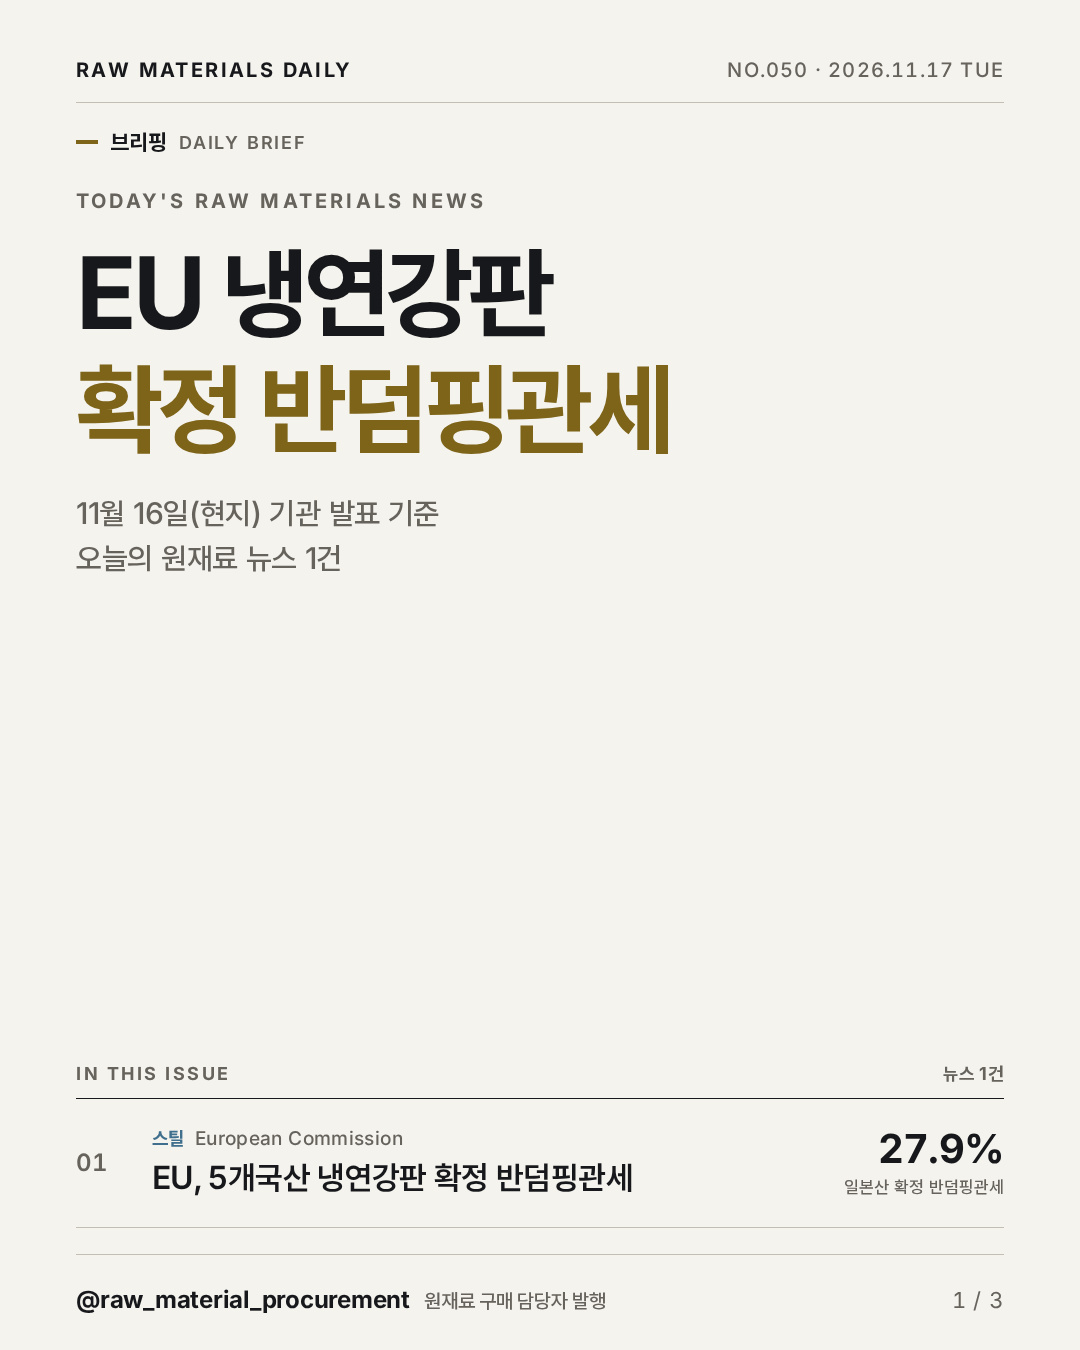 RAW MATERIALS DAILY
NO.050 · 2026.11.17 TUE
브리핑 DAILY BRIEF
TODAY'S RAW MATERIALS NEWS
EU 냉연강판
확정 반덤핑관세
11월 16일(현지) 기관 발표 기준
오늘의 원재료 뉴스 1건
IN THIS ISSUE
뉴스 1건
01
스틸 European Commission
EU, 5개국산 냉연강판 확정 반덤핑관세
27.9%
일본산 확정 반덤핑관세
@raw_material_procurement 원재료 구매 담당자 발행
1 / 3